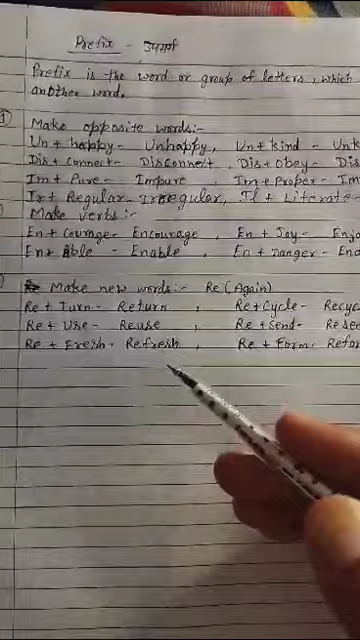 Prefix - उपसर्ग
Prefix is the word or group of letters, which
another word.
① Make opposite words:-
Un + happy - Unhappy, Un + kind - Unk
Dis + connect - Disconnect, Dis + obey - Dis
Im + Pure - Impure, Im + Proper - Im
Ir + Regular - Irregular, Il + Literate -
Make verbs:-
En + Courage - Encourage, En + Joy - Enjo
En + Able - Enable, En + Danger - End
Make new words:- Re (Again)
Re + Turn - Return, Re + Cycle - Recyc
Re + Use - Reuse, Re + Send - Resen
Re + Fresh - Refresh, Re + Form - Refor